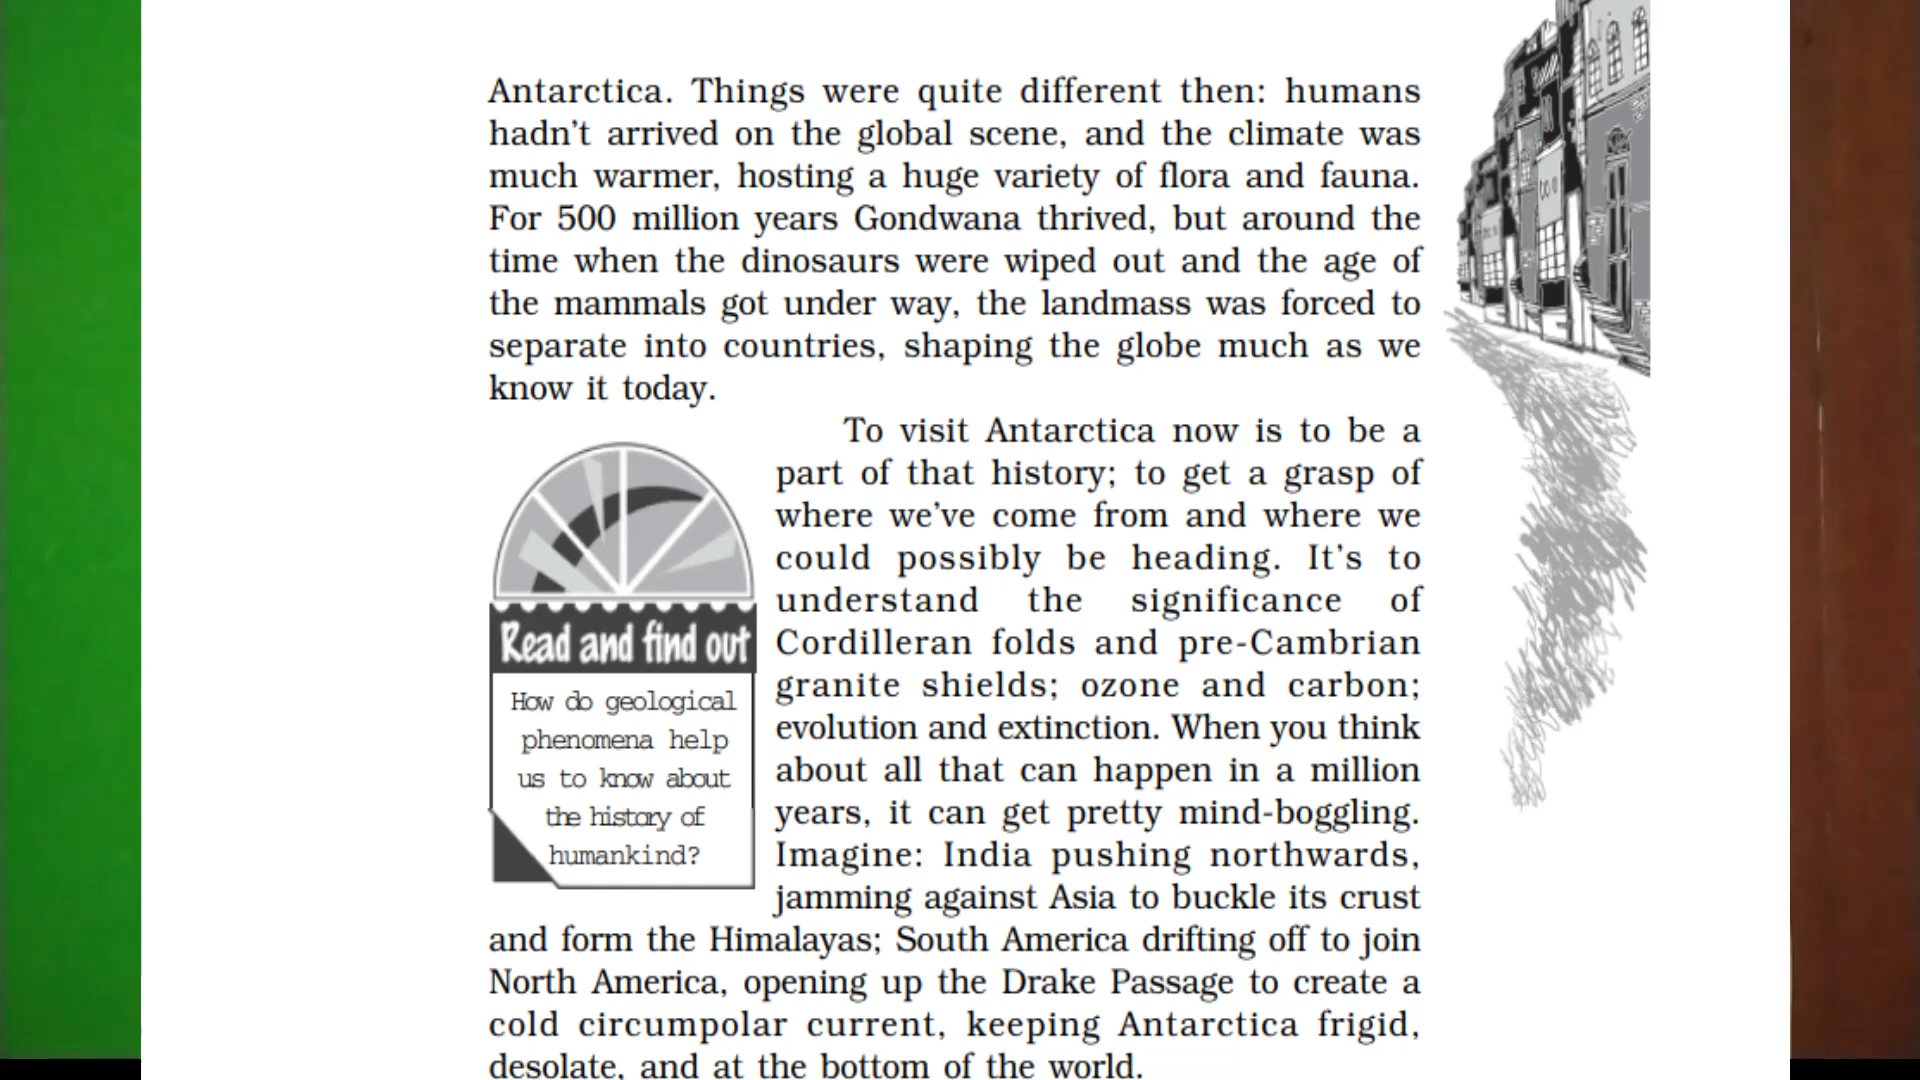 Antarctica. Things were quite different then: humans
hadn't arrived on the global scene, and the climate was
much warmer, hosting a huge variety of flora and fauna.
For 500 million years Gondwana thrived, but around the
time when the dinosaurs were wiped out and the age of
the mammals got under way, the landmass was forced to
separate into countries, shaping the globe much as we
know it today.
To visit Antarctica now is to be a
part of that history; to get a grasp of
where we've come from and where we
could possibly be heading. It's to
understand the significance of
Cordilleran folds and pre-Cambrian
granite shields; ozone and carbon;
evolution and extinction. When you think
about all that can happen in a million
years, it can get pretty mind-boggling.
Imagine: India pushing northwards,
jamming against Asia to buckle its crust
and form the Himalayas; South America drifting off to join
North America, opening up the Drake Passage to create a
cold circumpolar current, keeping Antarctica frigid,
desolate, and at the bottom of the world.
Read and find out
How do geological
phenomena help
us to know about
the history of
humankind?